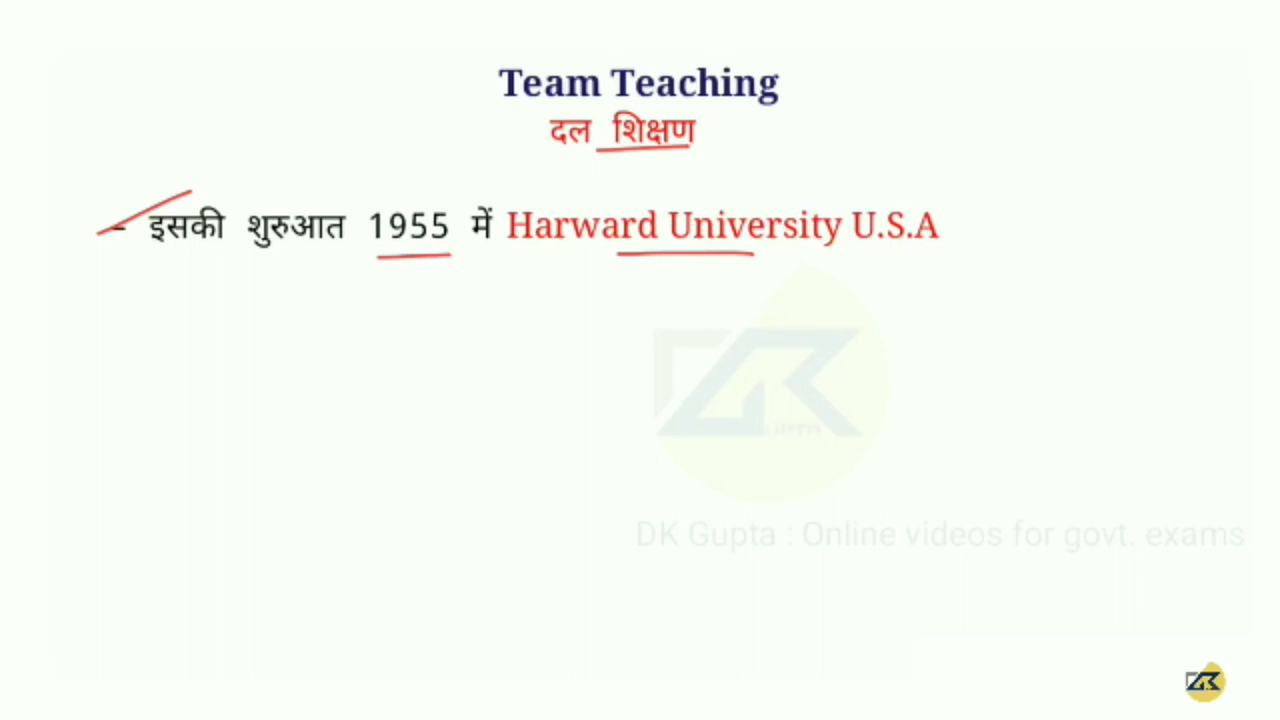 Team Teaching
दल शिक्षण
- इसकी शुरुआत 1955 में Harward University U.S.A
DK Gupta : Online videos for govt. exams